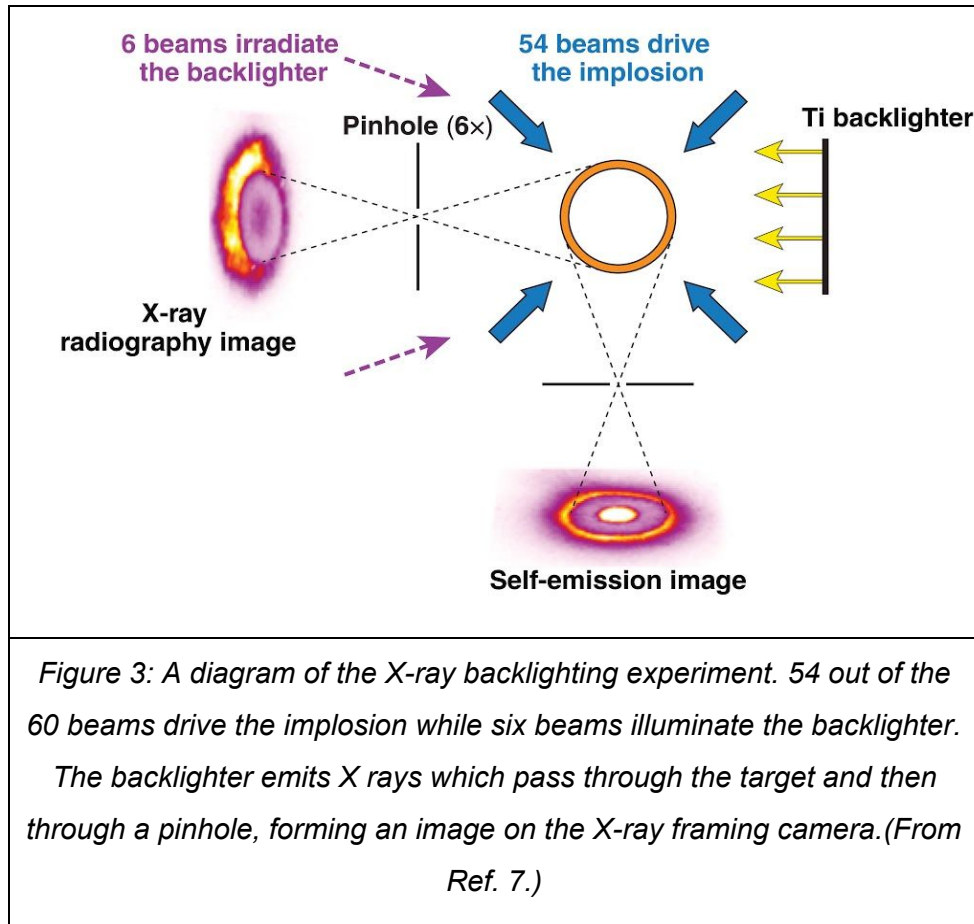 6 beams irradiate
the backlighter
54 beams drive
the implosion
Pinhole (6×)
Ti backlighter
X-ray
radiography image
Self-emission image
Figure 3: A diagram of the X-ray backlighting experiment. 54 out of the
60 beams drive the implosion while six beams illuminate the backlighter.
The backlighter emits X rays which pass through the target and then
through a pinhole, forming an image on the X-ray framing camera.(From
Ref. 7.)